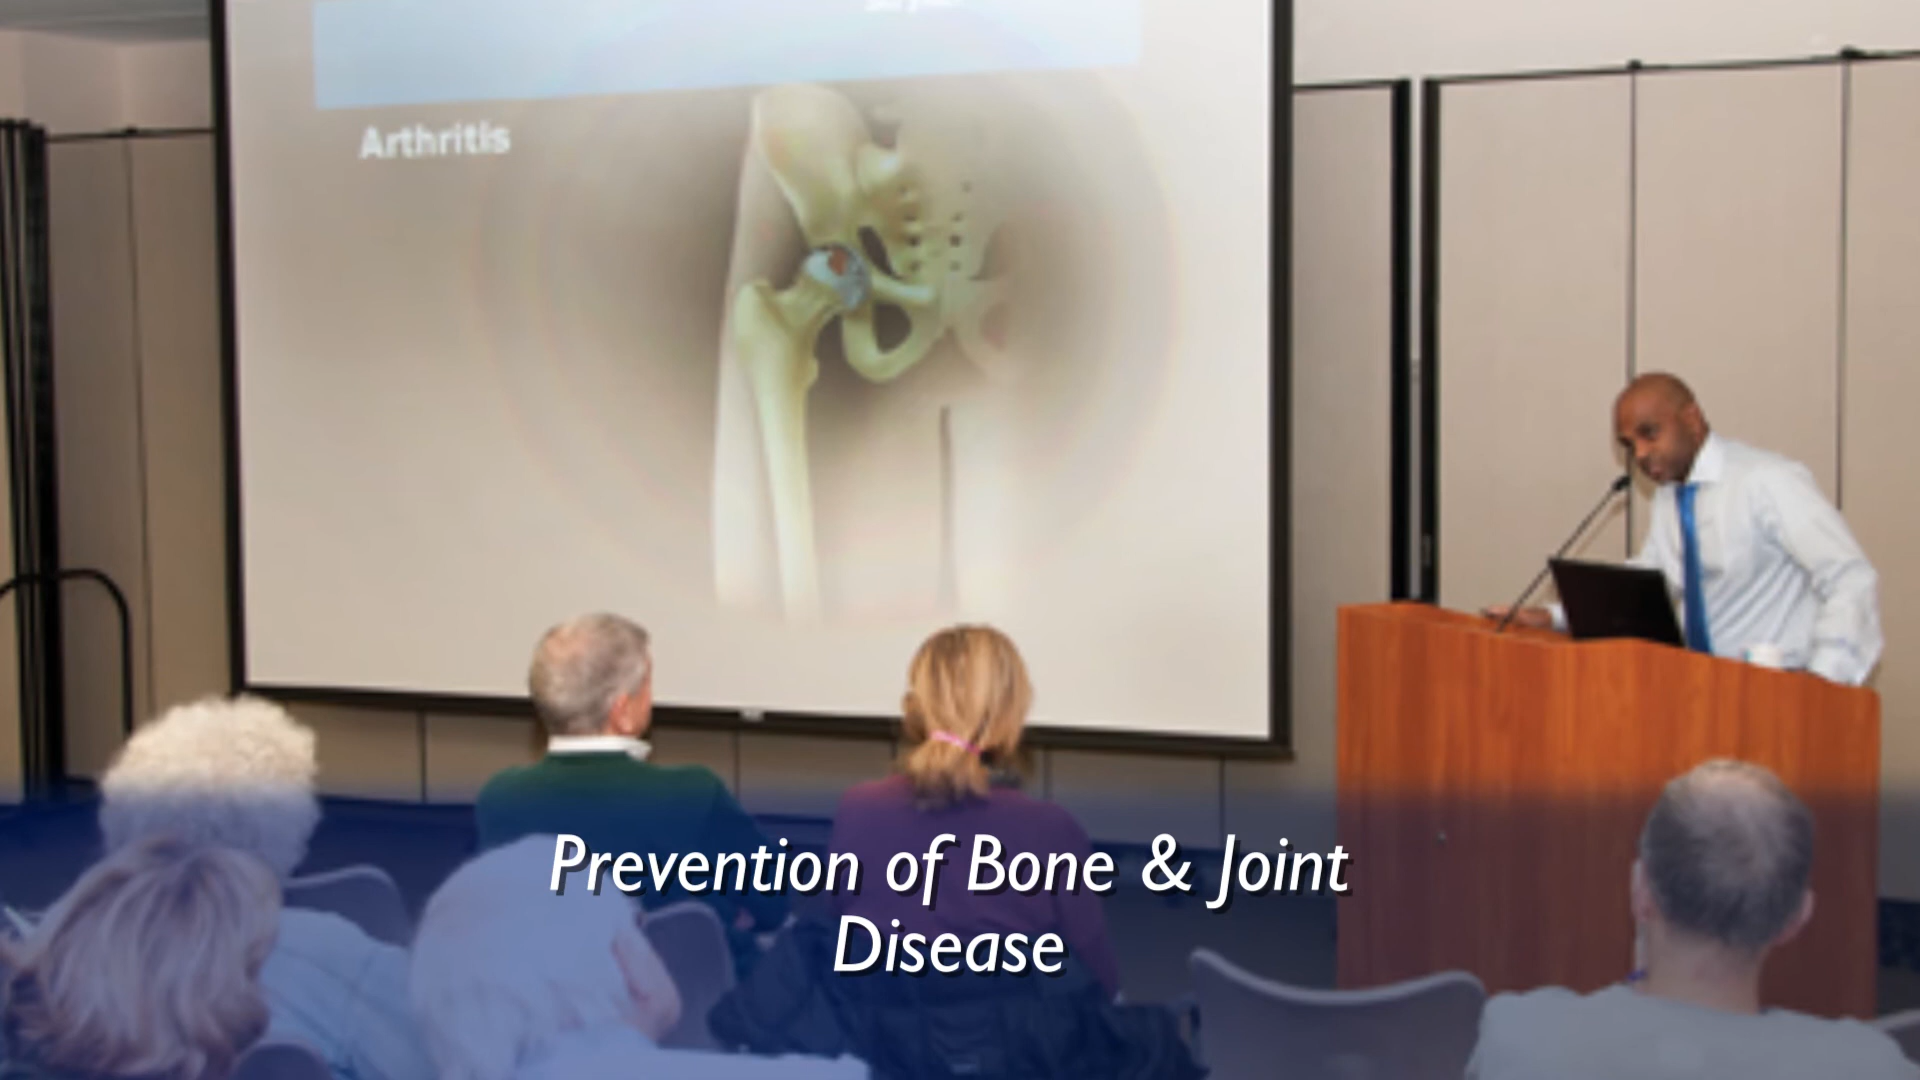 Arthritis
Prevention of Bone & Joint
Disease